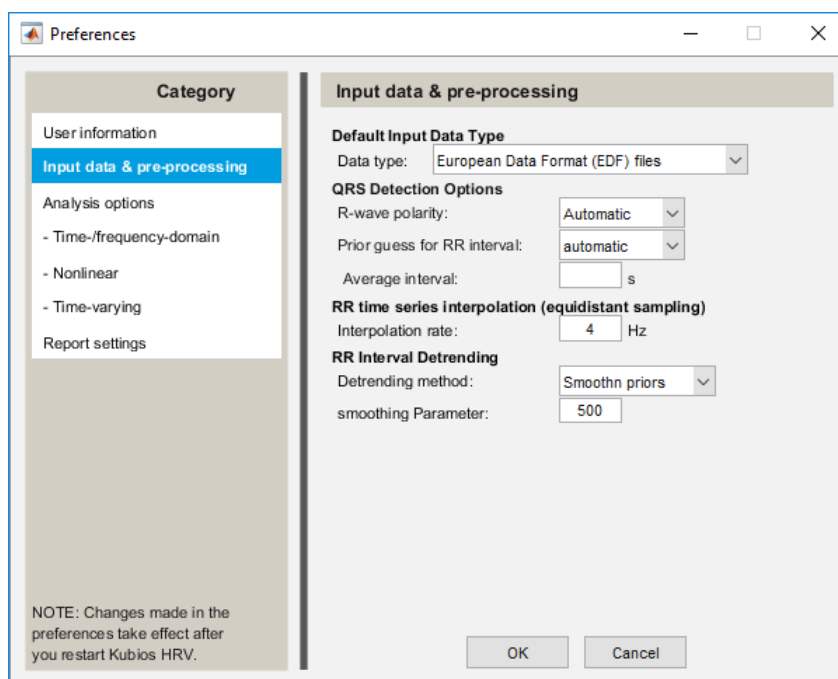 Preferences
Category
User information
Input data & pre-processing
Analysis options
- Time-/frequency-domain
- Nonlinear
- Time-varying
Report settings
NOTE: Changes made in the
preferences take effect after
you restart Kubios HRV.
Input data & pre-processing
Default Input Data Type
Data type: European Data Format (EDF) files
QRS Detection Options
R-wave polarity: Automatic
Prior guess for RR interval: automatic
Average interval: s
RR time series interpolation (equidistant sampling)
Interpolation rate: 4 Hz
RR Interval Detrending
Detrending method: Smoothn priors
smoothing Parameter: 500
OK Cancel